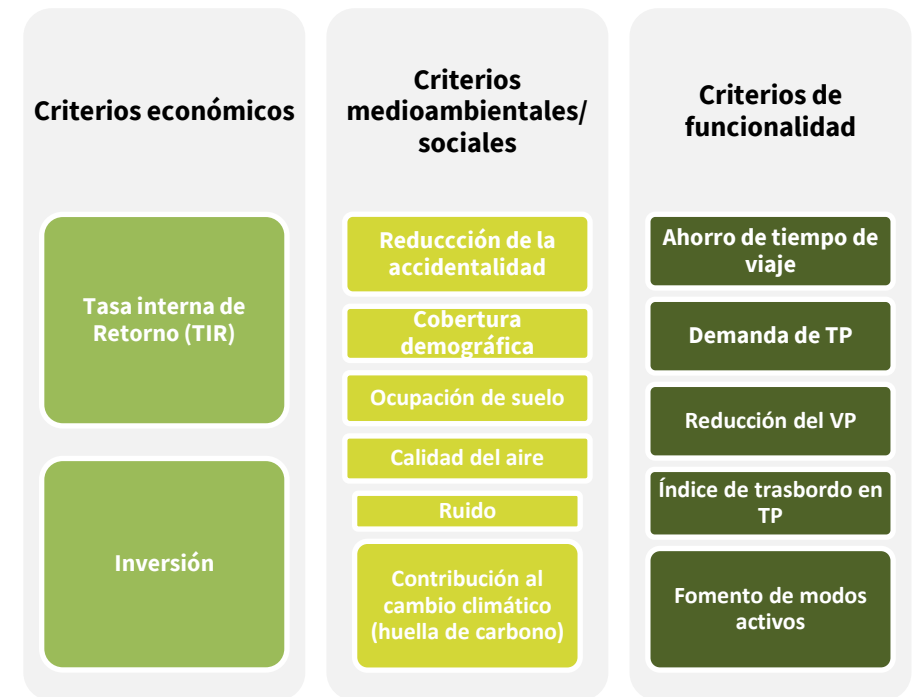 Criterios económicos
Tasa interna de
Retorno (TIR)
Inversión
Criterios
medioambientales/
sociales
Reduccción de la
accidentalidad
Cobertura
demográfica
Ocupación de suelo
Calidad del aire
Ruido
Contribución al
cambio climático
(huella de carbono)
Criterios de
funcionalidad
Ahorro de tiempo de
viaje
Demanda de TP
Reducción del VP
Índice de trasbordo en
TP
Fomento de modos
activos